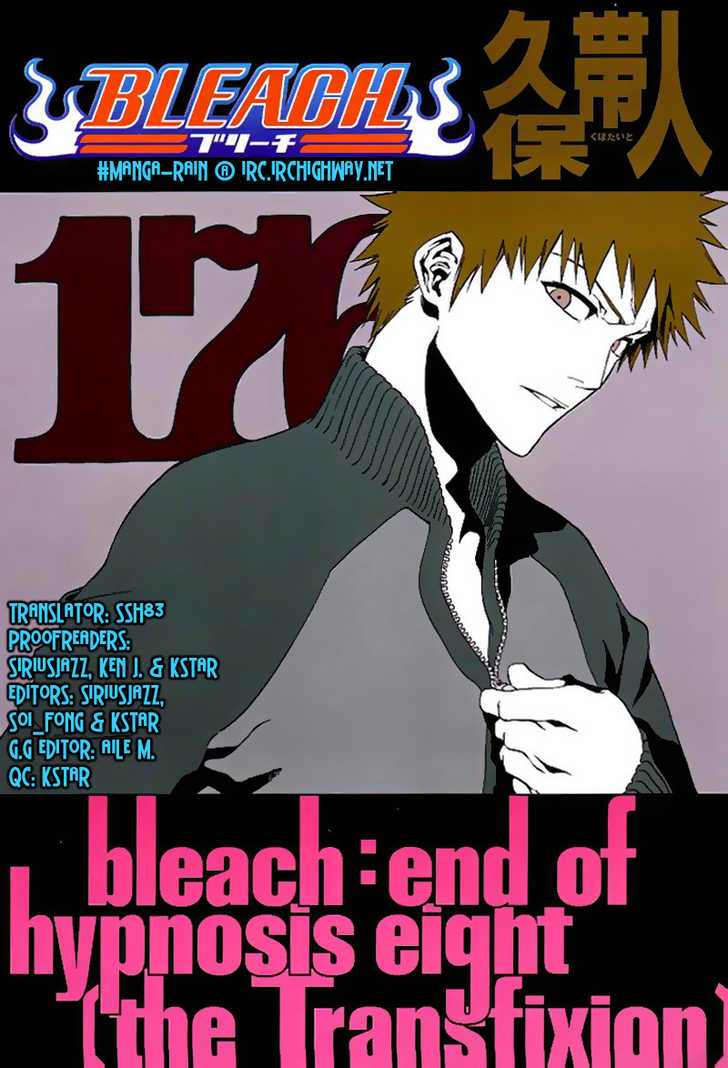 BLEACH
ブリーチ
久保帯人
くぼたいと
#MANGA-RAIN @ IRC.IRCHIGHWAY.NET
176
TRANSLATOR: SSH83
PROOFREADERS:
SIRIUSJAZZ, KEN J. & KSTAR
EDITORS: SIRIUSJAZZ,
SOI_FONG & KSTAR
G.G EDITOR: AILE M.
QC: KSTAR
bleach : end of
hypnosis eight
(the Transfixion)